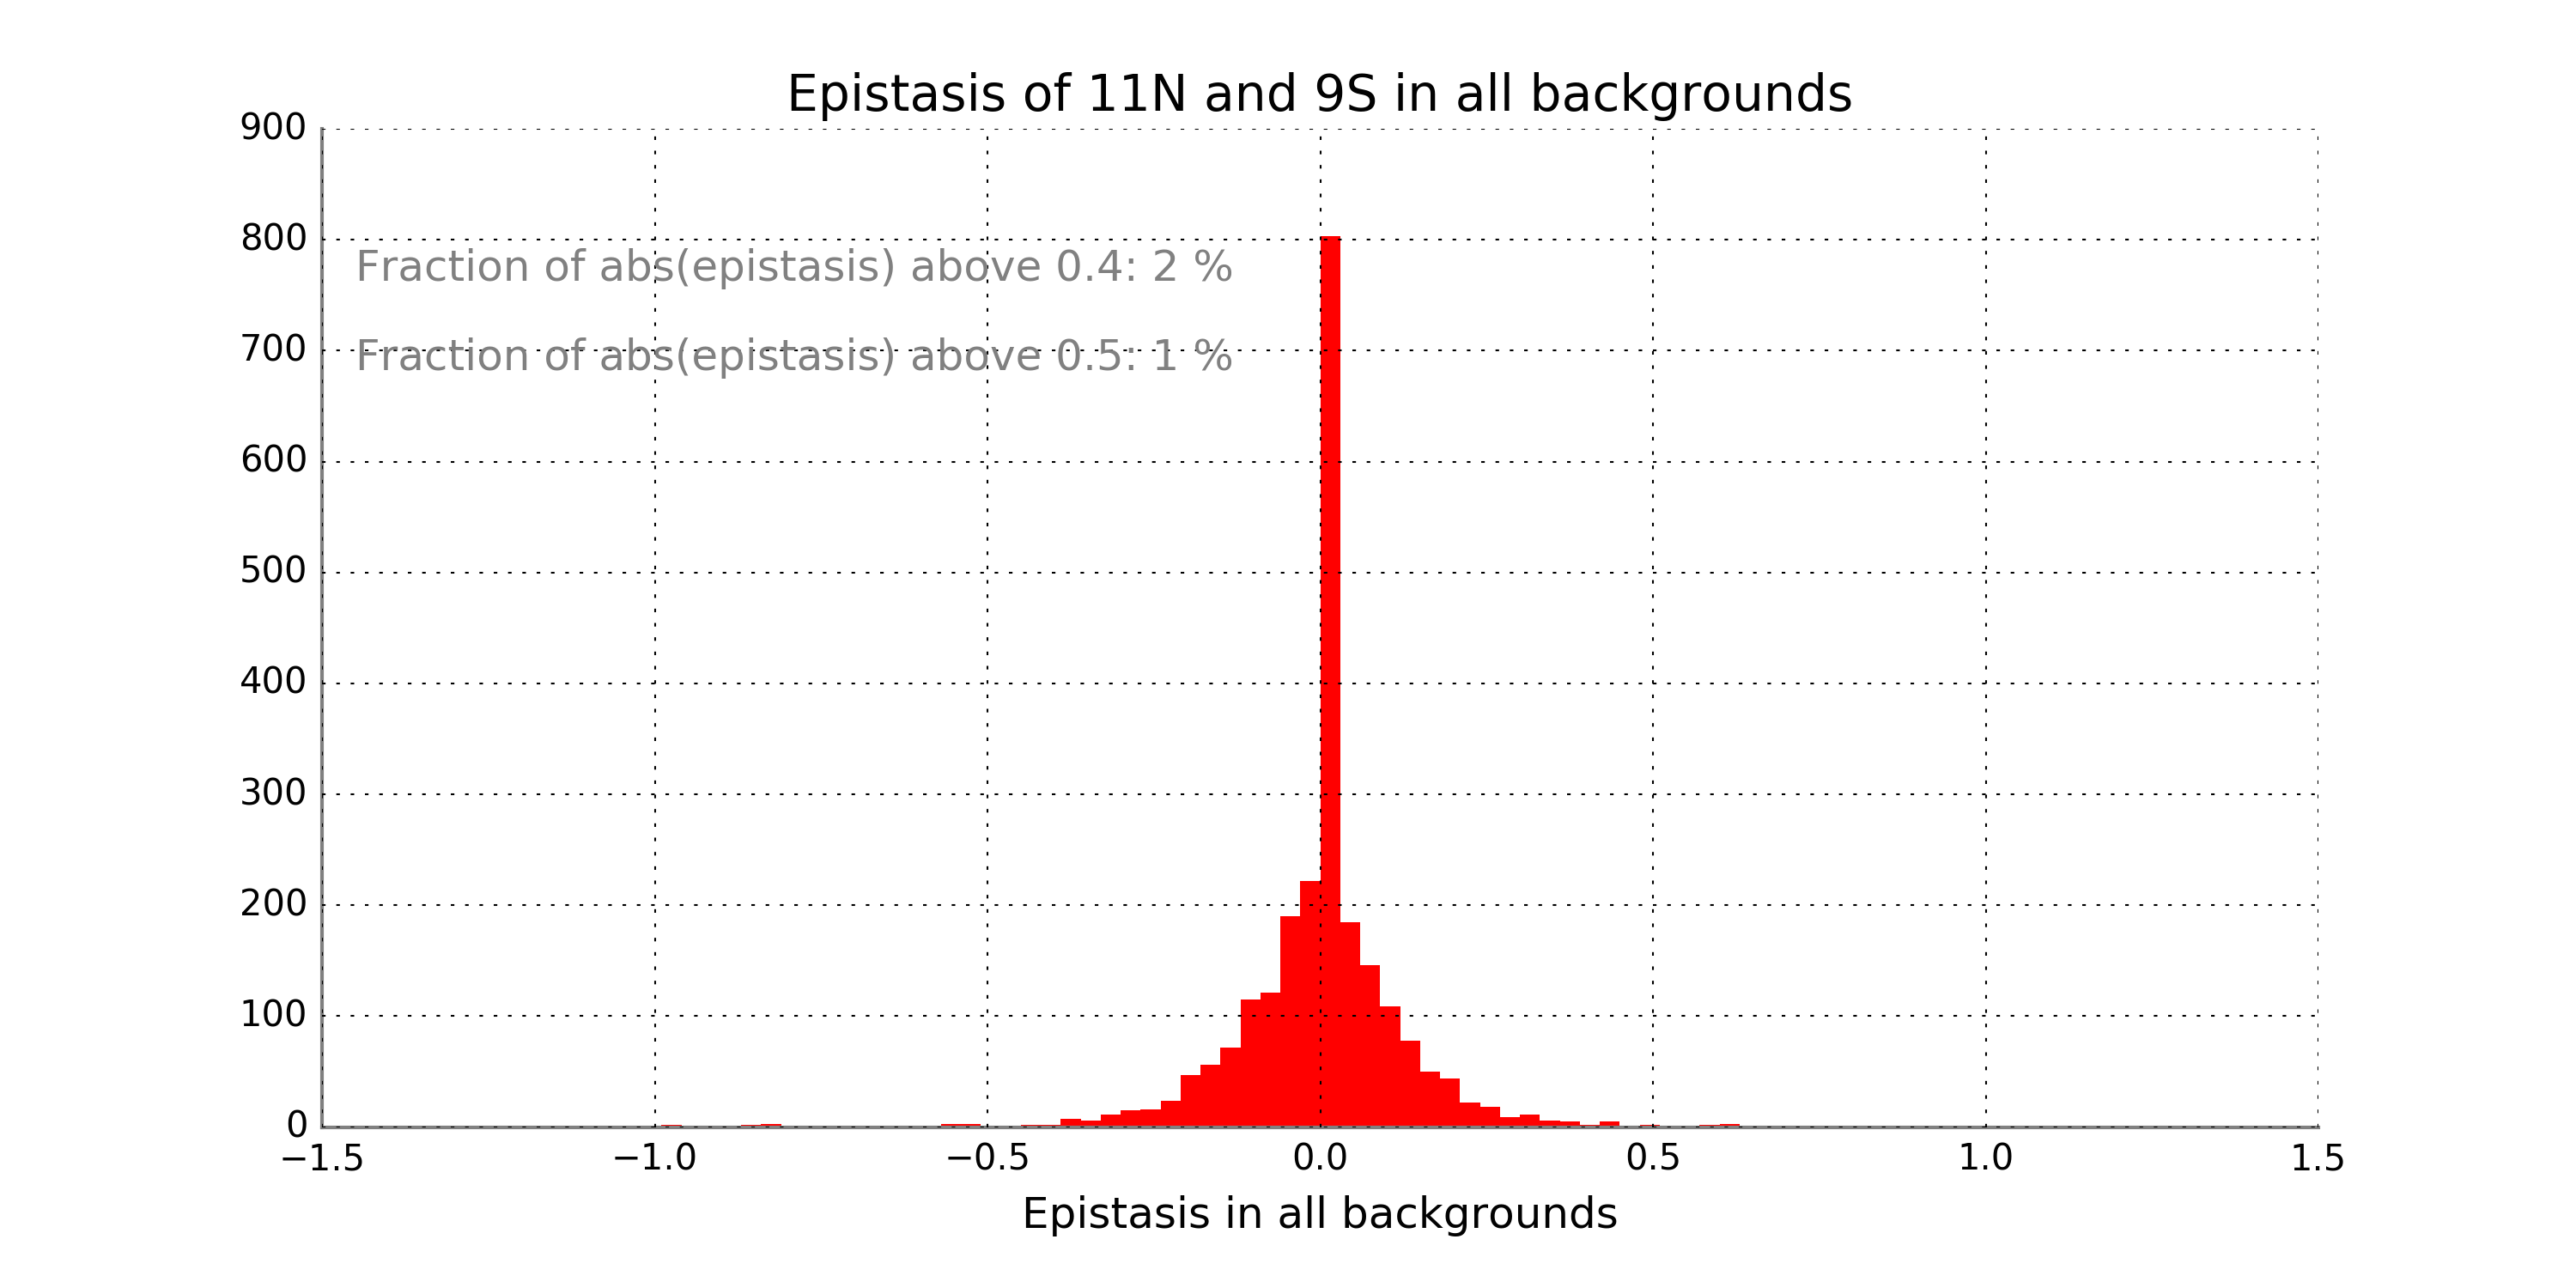 Epistasis of 11N and 9S in all backgrounds
900
800
Fraction of abs(epistasis) above 0.4: 2 %
700
Fraction of abs(epistasis) above 0.5: 1 %
600
500
400
300
200
100
0
−1.5 −1.0 −0.5 0.0 0.5 1.0 1.5
Epistasis in all backgrounds